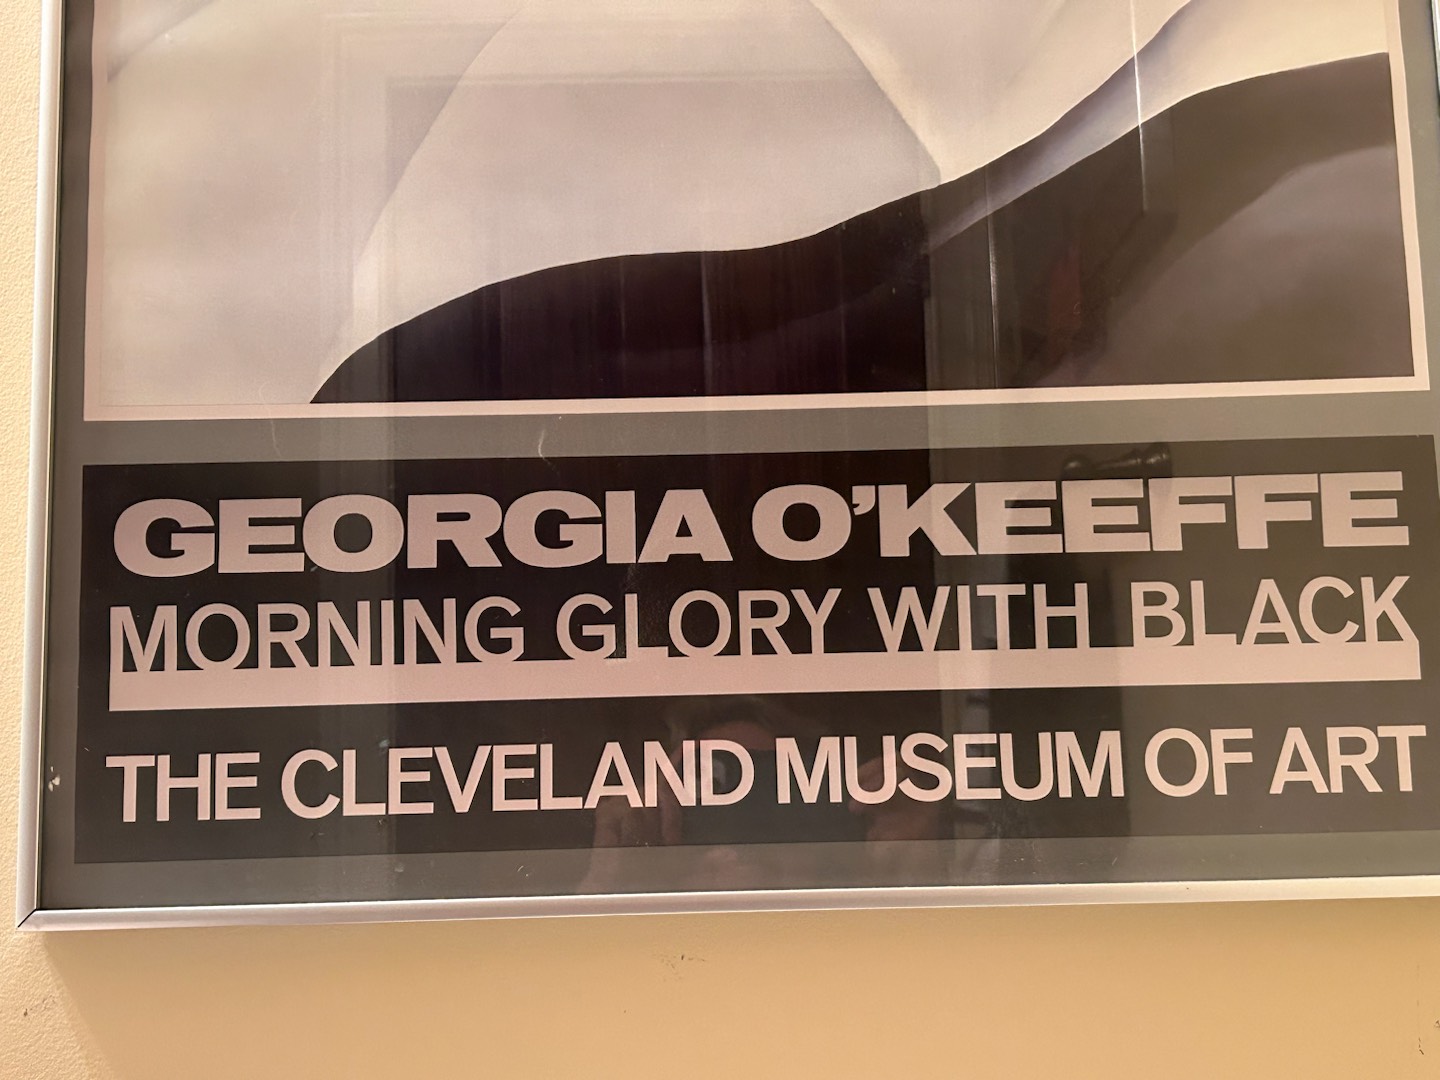 GEORGIA O'KEEFFE
MORNING GLORY WITH BLACK
THE CLEVELAND MUSEUM OF ART